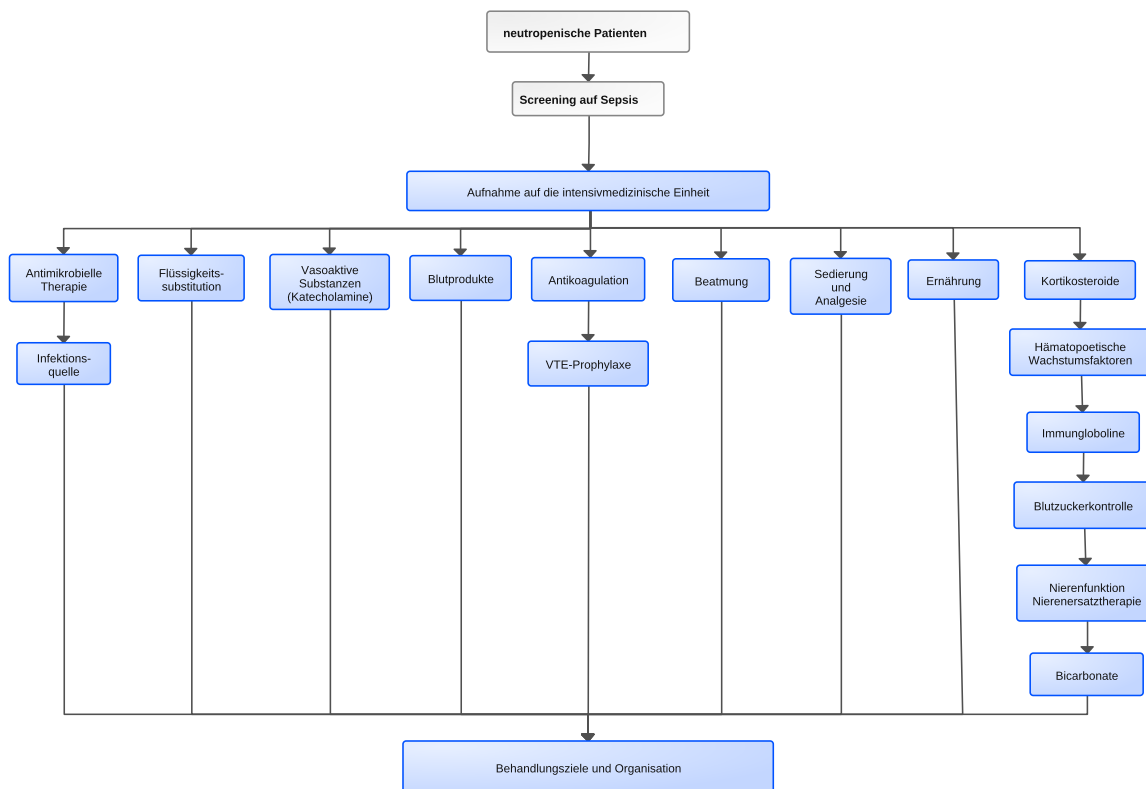 neutropenische Patienten
Screening auf Sepsis
Aufnahme auf die intensivmedizinische Einheit
Antimikrobielle
Therapie
Flüssigkeits-
substitution
Vasoaktive
Substanzen
(Katecholamine)
Blutprodukte
Antikoagulation
Beatmung
Sedierung
und
Analgesie
Ernährung
Kortikosteroide
Infektions-
quelle
VTE-Prophylaxe
Hämatopoetische
Wachstumsfaktoren
Immungloboline
Blutzuckerkontrolle
Nierenfunktion
Nierenersatztherapie
Bicarbonate
Behandlungsziele und Organisation